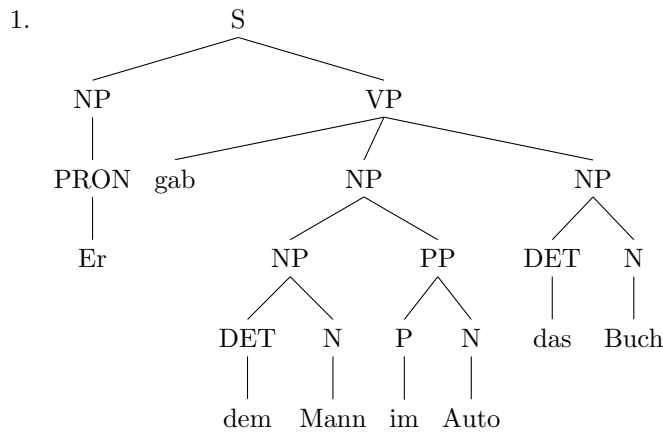 1. S
NP VP
PRON gab NP NP
Er NP PP DET N
DET N P N das Buch
dem Mann im Auto